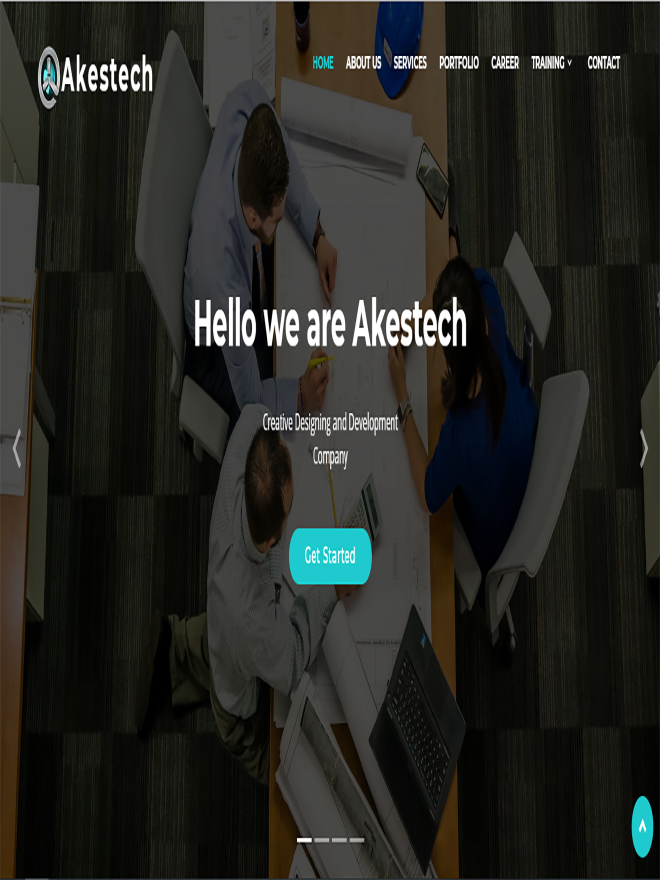 Akestech
HOME ABOUT US SERVICES PORTFOLIO CAREER TRAINING CONTACT
Hello we are Akestech
Creative Designing and Development
Company
Get Started